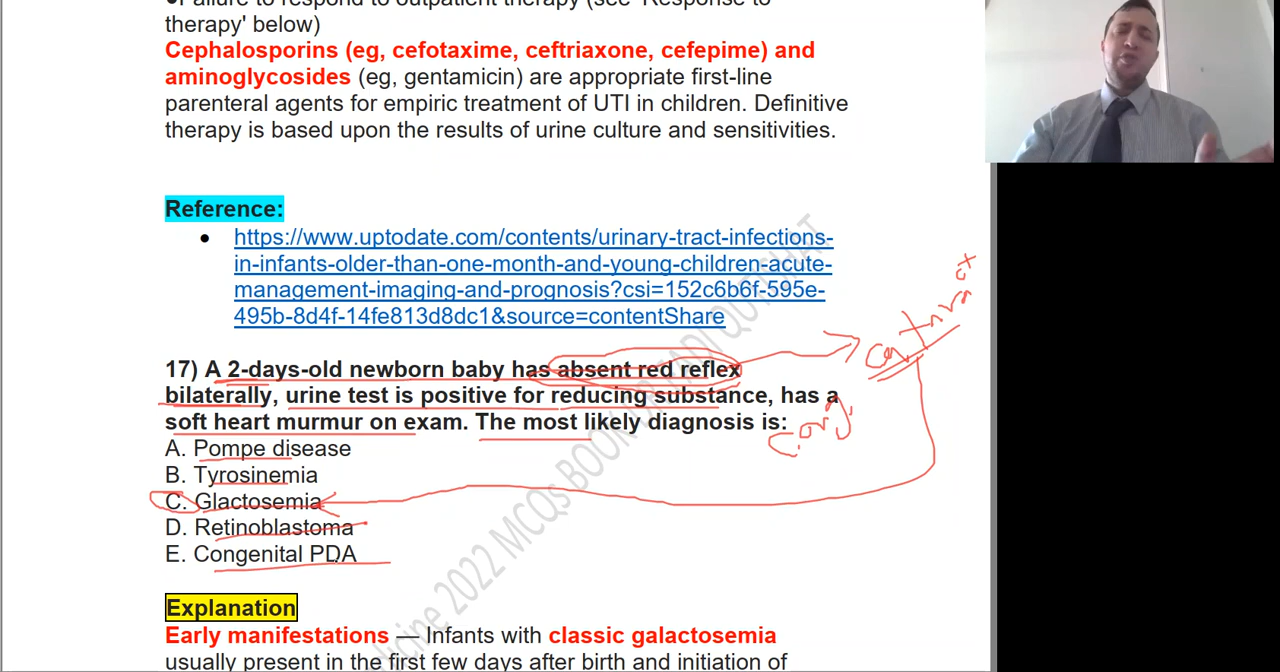 ●Failure to respond to outpatient therapy (see 'Response to
therapy' below)
Cephalosporins (eg, cefotaxime, ceftriaxone, cefepime) and
aminoglycosides (eg, gentamicin) are appropriate first-line
parenteral agents for empiric treatment of UTI in children. Definitive
therapy is based upon the results of urine culture and sensitivities.
Reference:
• https://www.uptodate.com/contents/urinary-tract-infections-
in-infants-older-than-one-month-and-young-children-acute-
management-imaging-and-prognosis?csi=152c6b6f-595e-
495b-8d4f-14fe813d8dc1&source=contentShare
17) A 2-days-old newborn baby has absent red reflex
bilaterally, urine test is positive for reducing substance, has a
soft heart murmur on exam. The most likely diagnosis is:
A. Pompe disease
B. Tyrosinemia
C. Glactosemia
D. Retinoblastoma
E. Congenital PDA
Cong.
Explanation
Early manifestations — Infants with classic galactosemia
usually present in the first few days after birth and initiation of
2022 MCQs BOOK